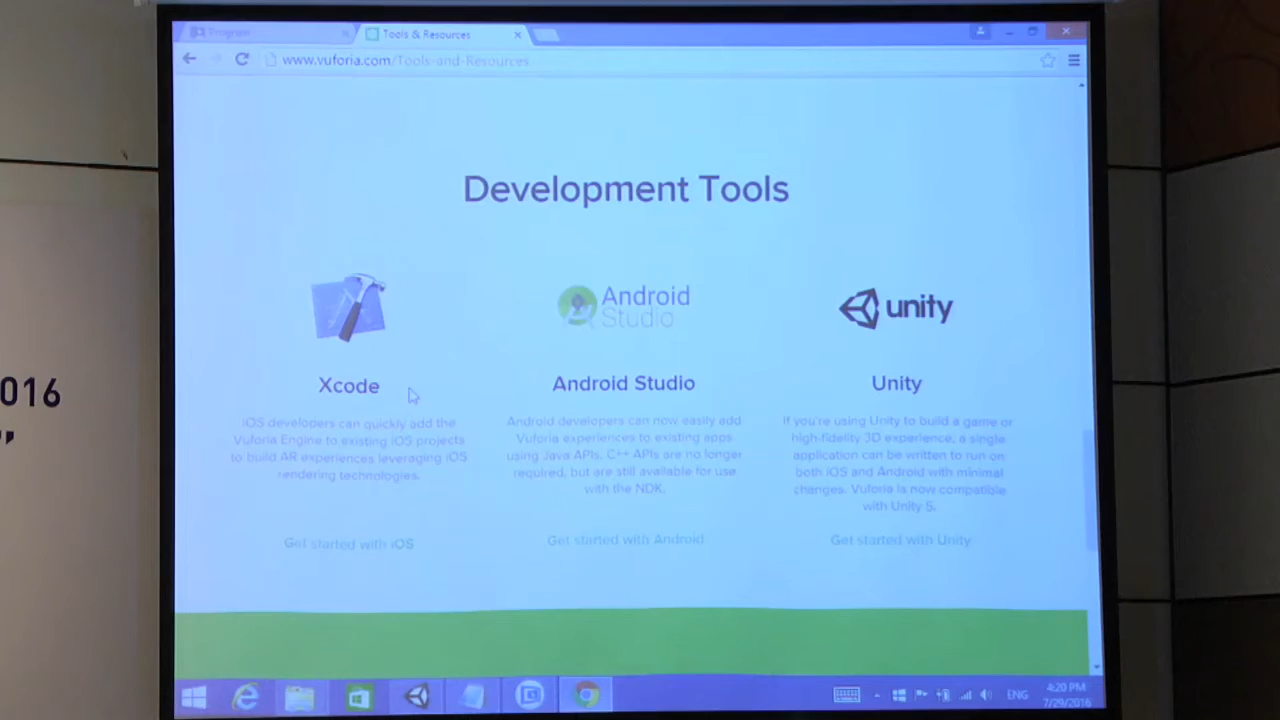 Program
Tools & Resources
www.vuforia.com/Tools-and-Resources
Development Tools
Android
Studio
unity
Xcode
Android Studio
Unity
iOS developers can quickly add the
Vuforia Engine to existing iOS projects
to build AR experiences leveraging iOS
rendering technologies.
Android developers can now easily add
Vuforia experiences to existing apps
using Java APIs. C++ APIs are no longer
required, but are still available for use
with the NDK.
If you're using Unity to build a game or
high-fidelity 3D experience, a single
application can be written to run on
both iOS and Android with minimal
changes. Vuforia is now compatible
with Unity 5.
Get started with iOS
Get started with Android
Get started with Unity
016
"
ENG
4:20 PM
7/29/2016